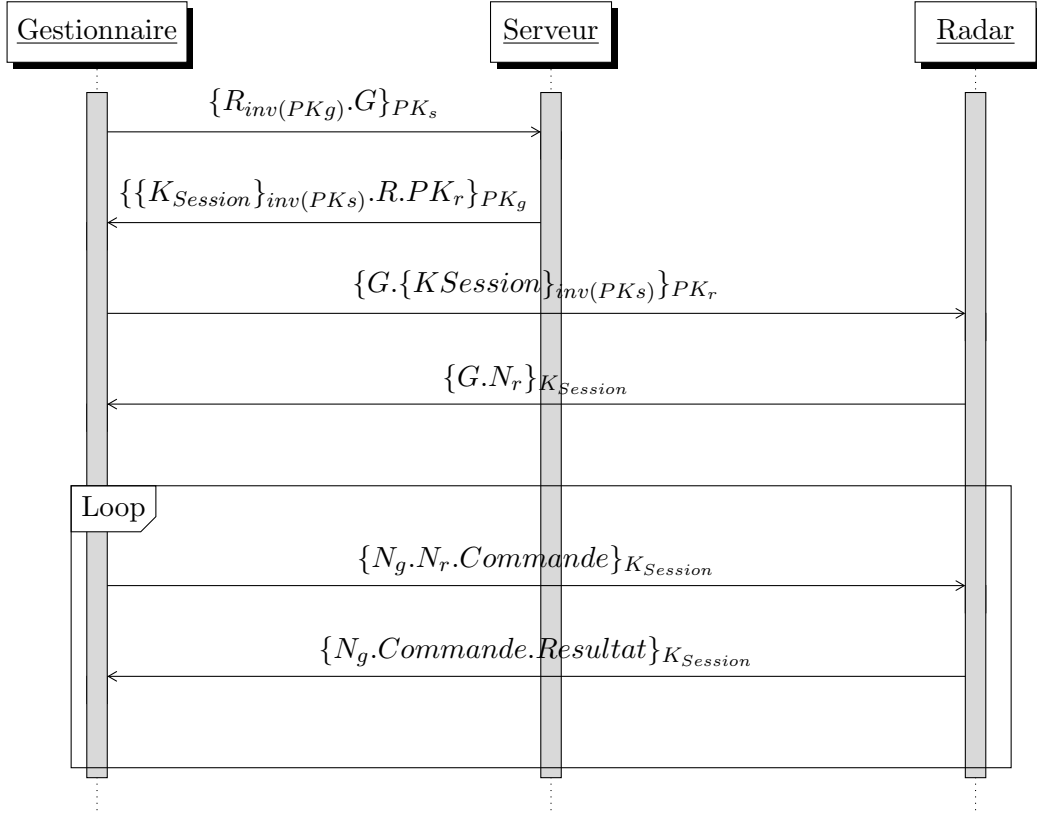 Gestionnaire Serveur Radar
{R_{inv(PKg)}.G}_{PK_s}
{{K_{Session}}_{inv(PKs)}.R.PK_r}_{PK_g}
{G.{KSession}_{inv(PKs)}}_{PK_r}
{G.N_r}_{K_{Session}}
Loop
{N_g.N_r.Commande}_{K_{Session}}
{N_g.Commande.Resultat}_{K_{Session}}